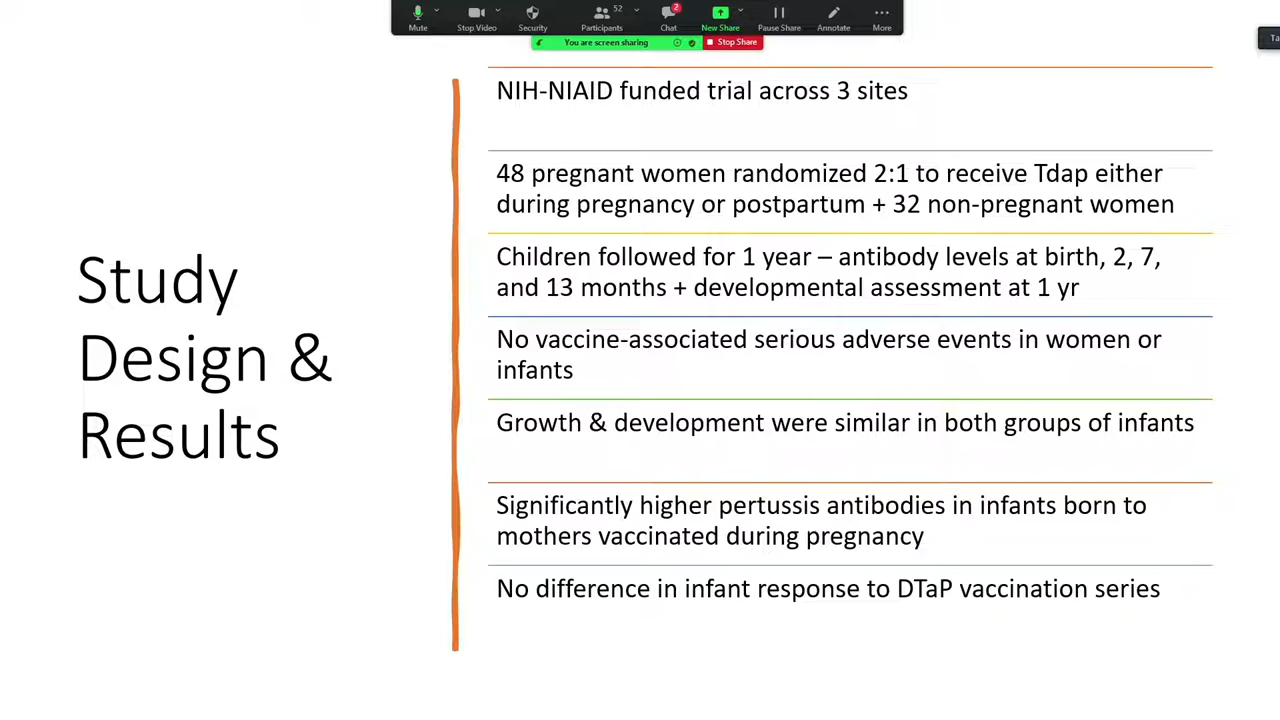 52
2
Mute
Stop Video
Security
Participants
Chat
New Share
Pause Share
Annotate
More
You are screen sharing
Stop Share
Ta
Study
Design &
Results
NIH-NIAID funded trial across 3 sites
48 pregnant women randomized 2:1 to receive Tdap either
during pregnancy or postpartum + 32 non-pregnant women
Children followed for 1 year – antibody levels at birth, 2, 7,
and 13 months + developmental assessment at 1 yr
No vaccine-associated serious adverse events in women or
infants
Growth & development were similar in both groups of infants
Significantly higher pertussis antibodies in infants born to
mothers vaccinated during pregnancy
No difference in infant response to DTaP vaccination series